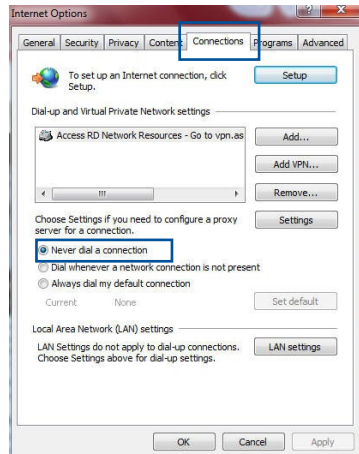 Internet Options
General Security Privacy Content Connections Programs Advanced
To set up an Internet connection, click
Setup.
Setup
Dial-up and Virtual Private Network settings
Access RD Network Resources - Go to vpn.as
Add...
Add VPN...
Remove...
Choose Settings if you need to configure a proxy
server for a connection.
Settings
Never dial a connection
Dial whenever a network connection is not present
Always dial my default connection
Current None
Set default
Local Area Network (LAN) settings
LAN Settings do not apply to dial-up connections.
Choose Settings above for dial-up settings.
LAN settings
OK Cancel Apply